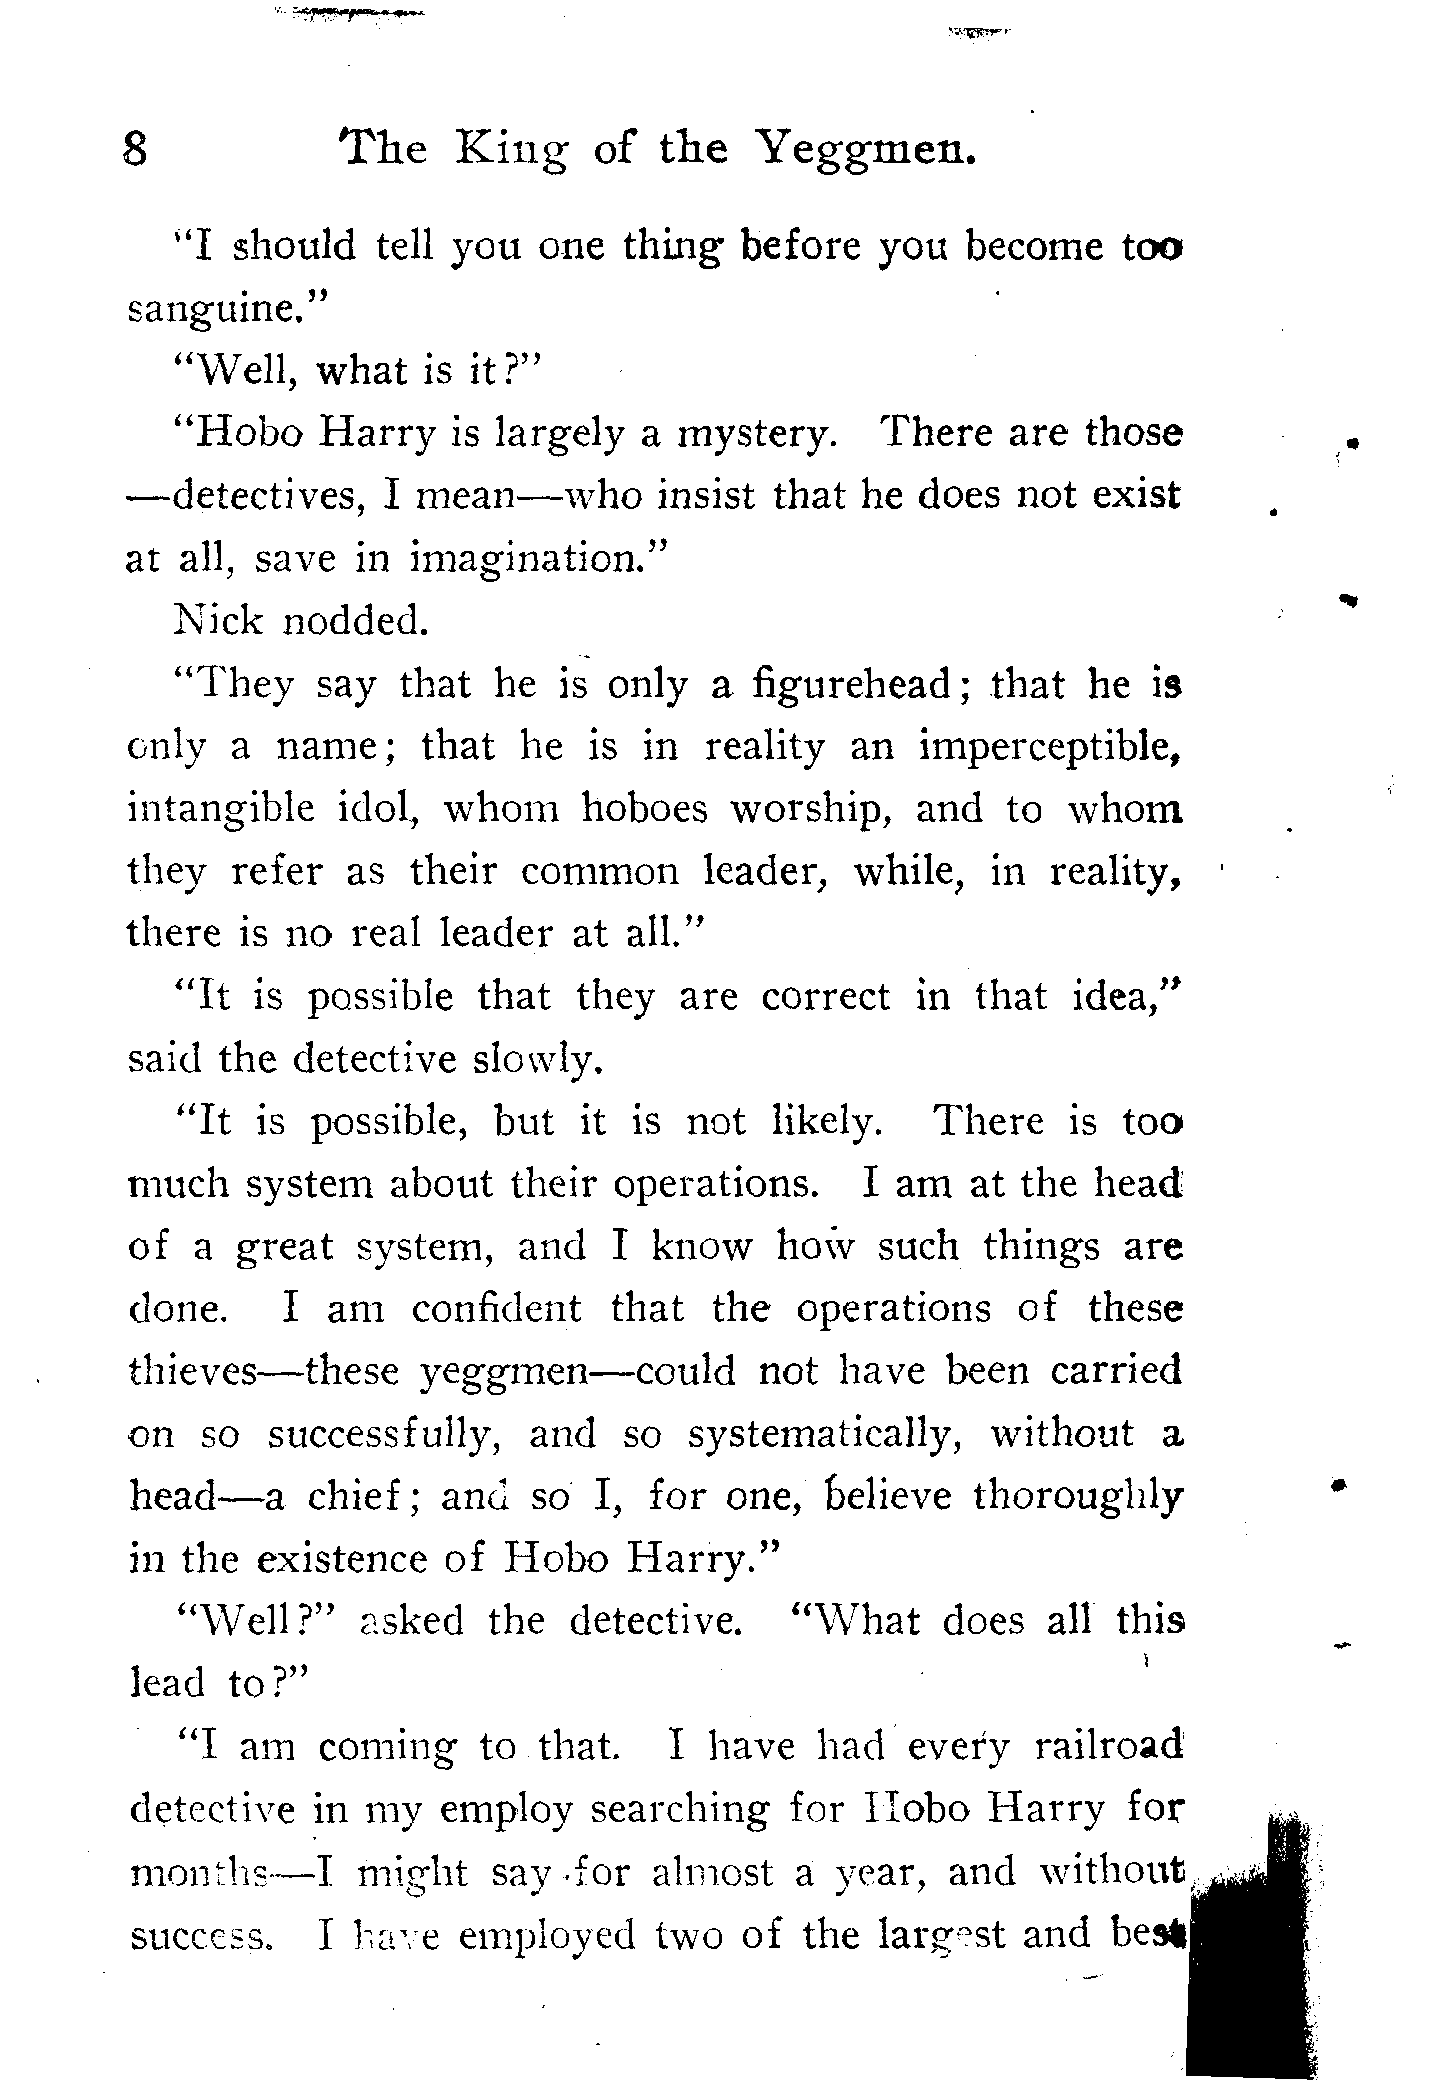 8 The King of the Yeggmen.
“I should tell you one thing before you become too
sanguine.”
“Well, what is it?”
“Hobo Harry is largely a mystery. There are those
—detectives, I mean—who insist that he does not exist
at all, save in imagination.”
Nick nodded.
“They say that he is only a figurehead; that he is
only a name; that he is in reality an imperceptible,
intangible idol, whom hoboes worship, and to whom
they refer as their common leader, while, in reality,
there is no real leader at all.”
“It is possible that they are correct in that idea,”
said the detective slowly.
“It is possible, but it is not likely. There is too
much system about their operations. I am at the head
of a great system, and I know how such things are
done. I am confident that the operations of these
thieves—these yeggmen—could not have been carried
on so successfully, and so systematically, without a
head—a chief; and so I, for one, believe thoroughly
in the existence of Hobo Harry.”
“Well?” asked the detective. “What does all this
lead to?”
“I am coming to that. I have had every railroad
detective in my employ searching for Hobo Harry for
months—I might say for almost a year, and without
success. I have employed two of the largest and best